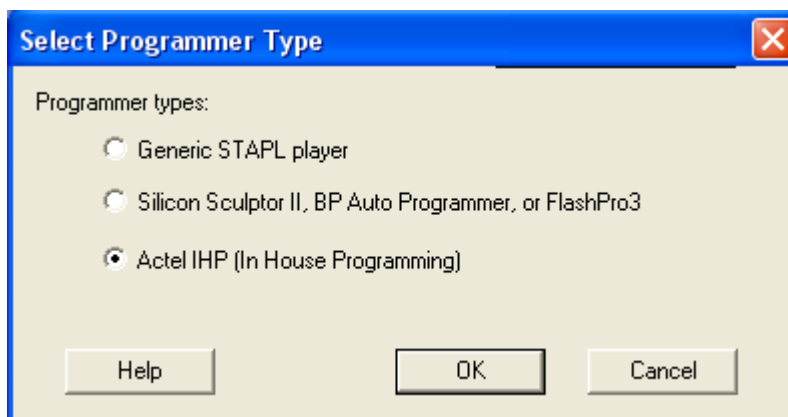 Select Programmer Type
Programmer types:
Generic STAPL player
Silicon Sculptor II, BP Auto Programmer, or FlashPro3
Actel IHP (In House Programming)
Help OK Cancel